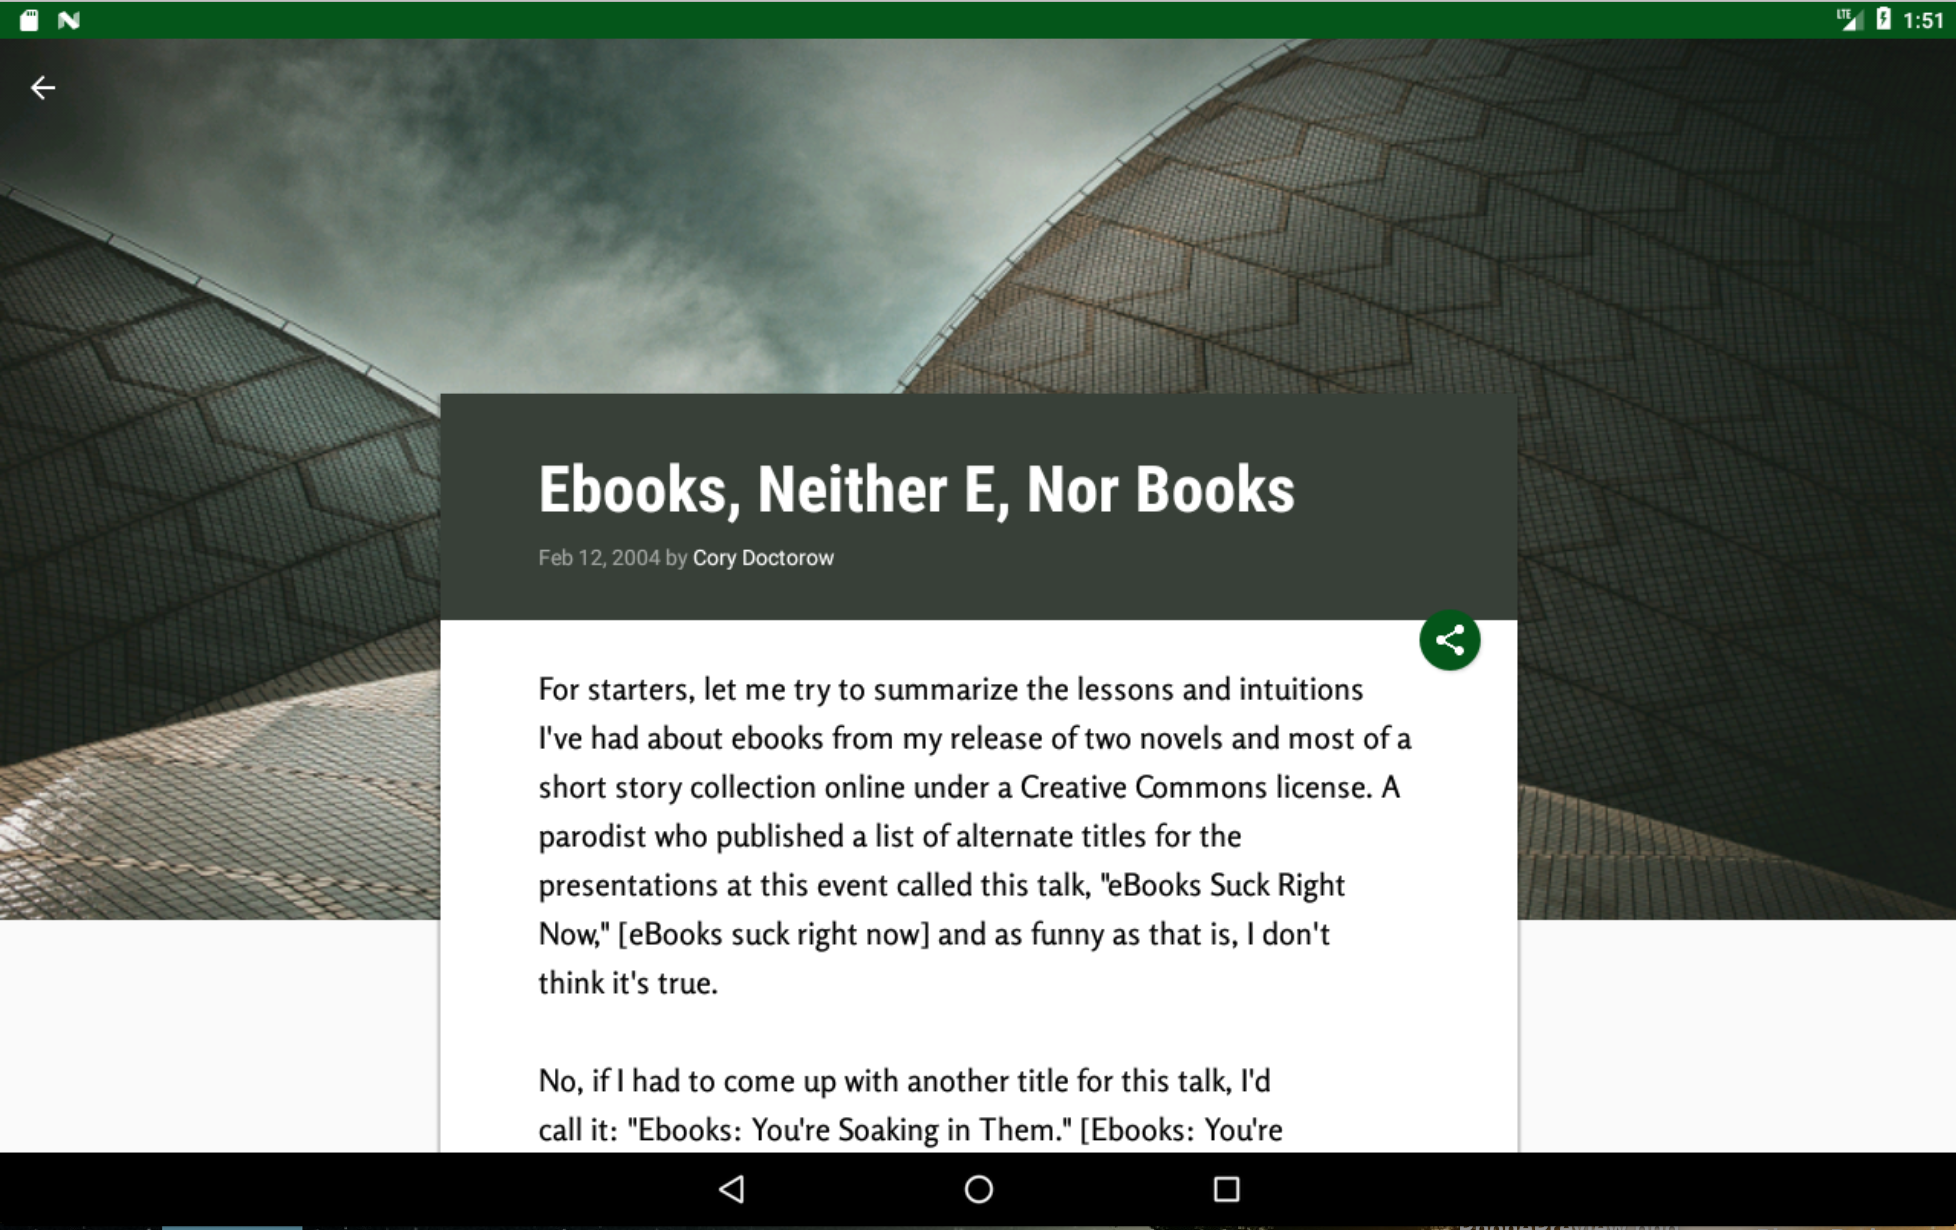 LTE 1:51
Ebooks, Neither E, Nor Books
Feb 12, 2004 by Cory Doctorow
For starters, let me try to summarize the lessons and intuitions
I've had about ebooks from my release of two novels and most of a
short story collection online under a Creative Commons license. A
parodist who published a list of alternate titles for the
presentations at this event called this talk, "eBooks Suck Right
Now," [eBooks suck right now] and as funny as that is, I don't
think it's true.
No, if I had to come up with another title for this talk, I'd
call it: "Ebooks: You're Soaking in Them." [Ebooks: You're